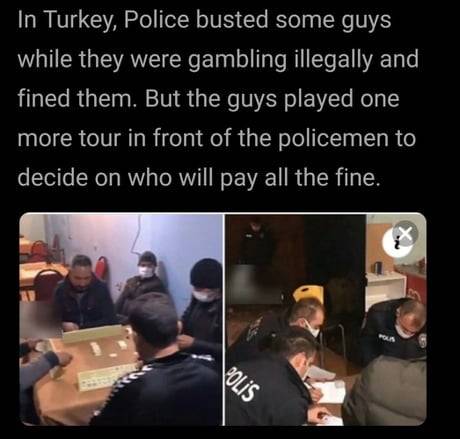 In Turkey, Police busted some guys
while they were gambling illegally and
fined them. But the guys played one
more tour in front of the policemen to
decide on who will pay all the fine.
POLIS
POLIS